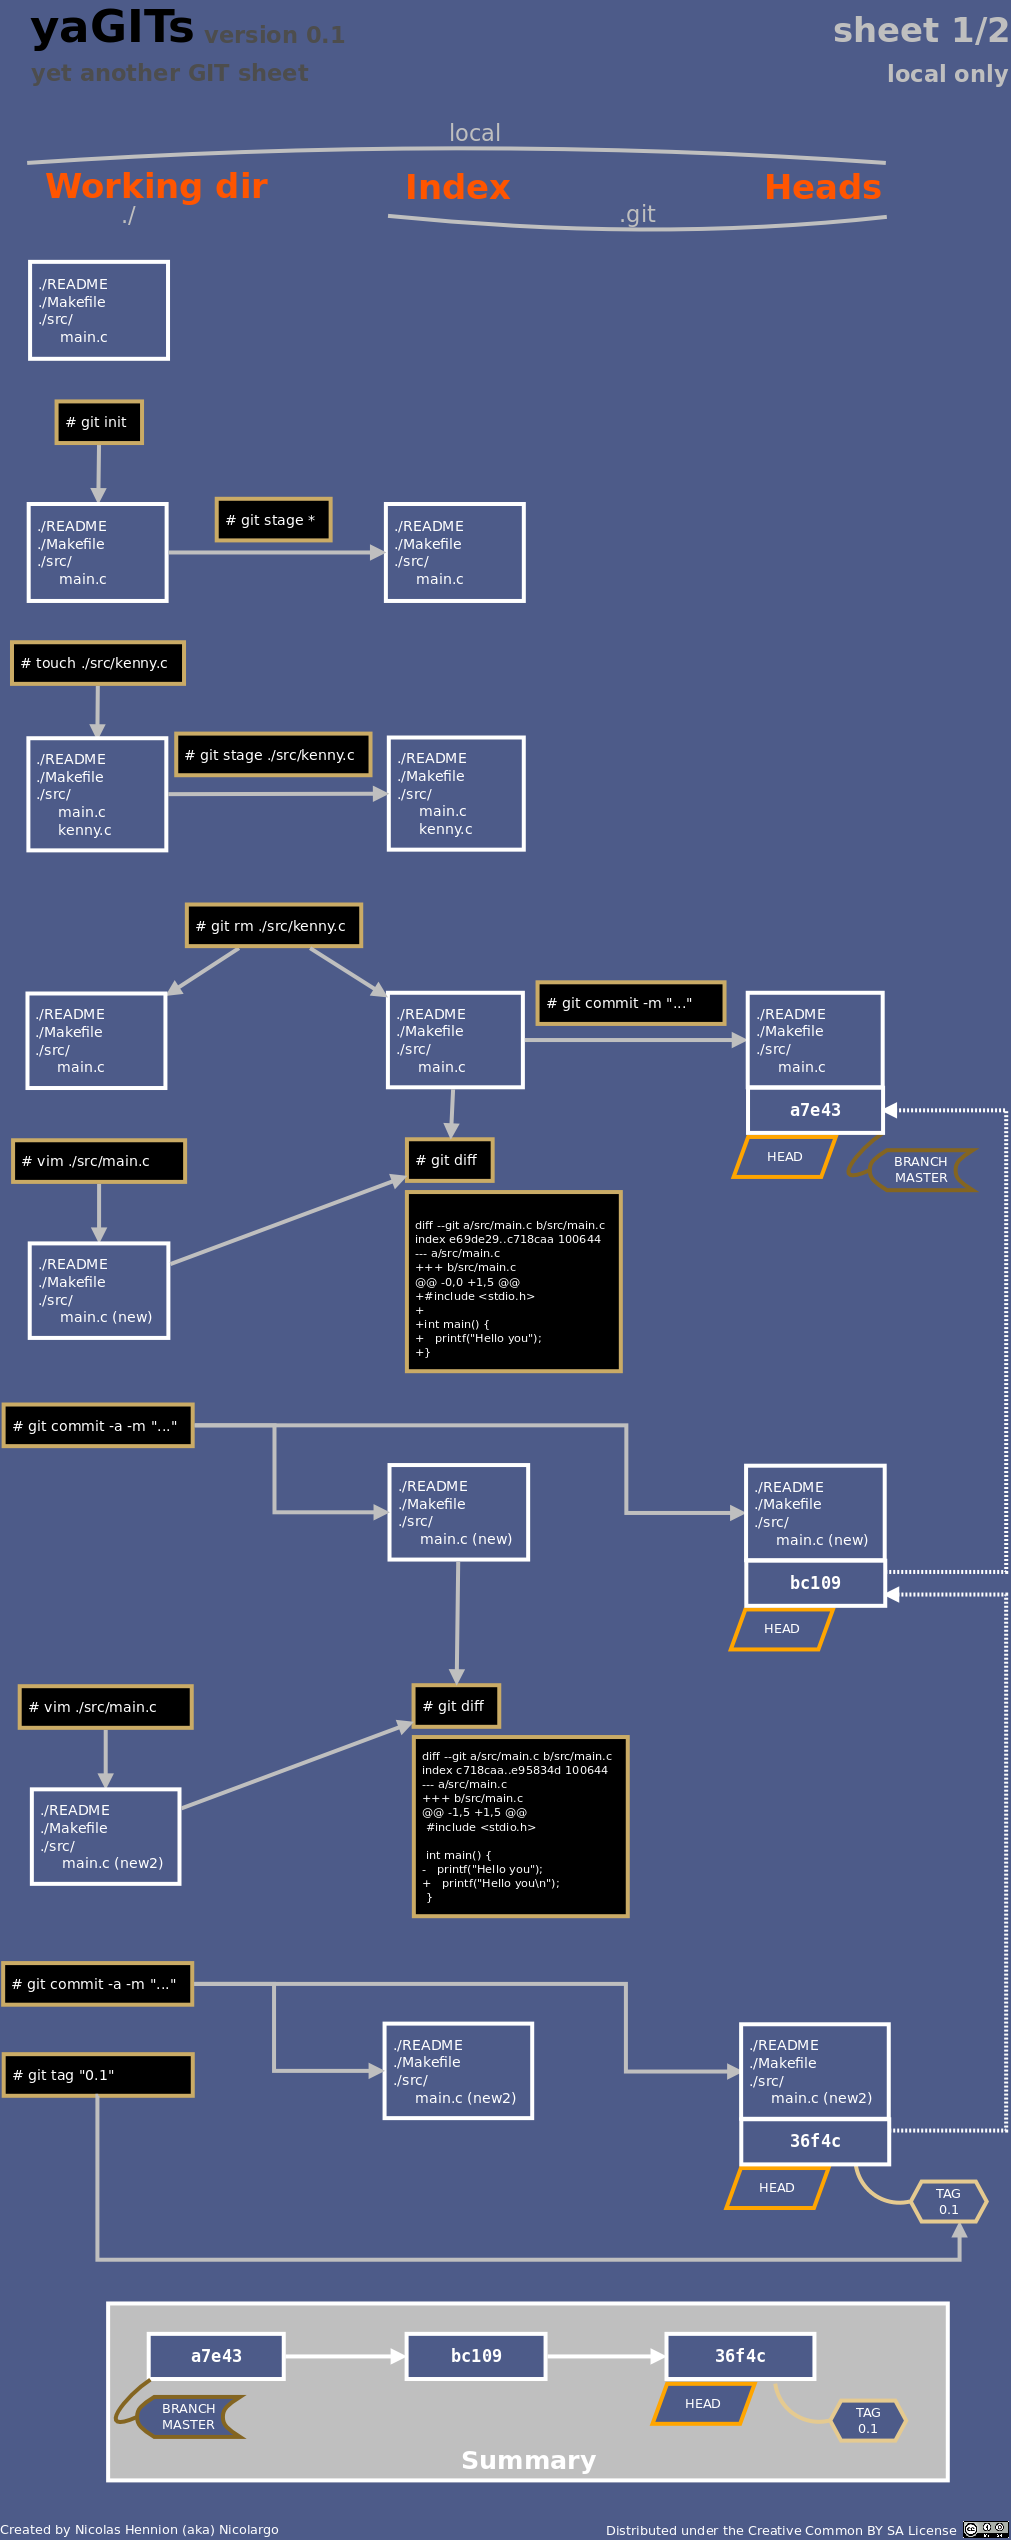 yaGITs version 0.1
sheet 1/2
yet another GIT sheet
local only
local
Working dir
Index
Heads
./
.git
./README
./Makefile
./src/
main.c
# git init
# git stage *
./README
./Makefile
./src/
main.c
./README
./Makefile
./src/
main.c
# touch ./src/kenny.c
# git stage ./src/kenny.c
./README
./Makefile
./src/
main.c
kenny.c
./README
./Makefile
./src/
main.c
kenny.c
# git rm ./src/kenny.c
# git commit -m "..."
./README
./Makefile
./src/
main.c
./README
./Makefile
./src/
main.c
./README
./Makefile
./src/
main.c
a7e43
HEAD
BRANCH
MASTER
# vim ./src/main.c
# git diff
./README
./Makefile
./src/
main.c (new)
diff --git a/src/main.c b/src/main.c
index e69de29..c718caa 100644
--- a/src/main.c
+++ b/src/main.c
@@ -0,0 +1,5 @@
+#include <stdio.h>
+
+int main() {
+   printf("Hello you");
+}
# git commit -a -m "..."
./README
./Makefile
./src/
main.c (new)
./README
./Makefile
./src/
main.c (new)
bc109
HEAD
# vim ./src/main.c
# git diff
./README
./Makefile
./src/
main.c (new2)
diff --git a/src/main.c b/src/main.c
index c718caa..e95834d 100644
--- a/src/main.c
+++ b/src/main.c
@@ -1,5 +1,5 @@
#include <stdio.h>
int main() {
-   printf("Hello you");
+   printf("Hello you\n");
}
# git commit -a -m "..."
./README
./Makefile
./src/
main.c (new2)
./README
./Makefile
./src/
main.c (new2)
# git tag "0.1"
36f4c
HEAD
TAG
0.1
a7e43
bc109
36f4c
BRANCH
MASTER
HEAD
TAG
0.1
Summary
Created by Nicolas Hennion (aka) Nicolargo
Distributed under the Creative Common BY SA License